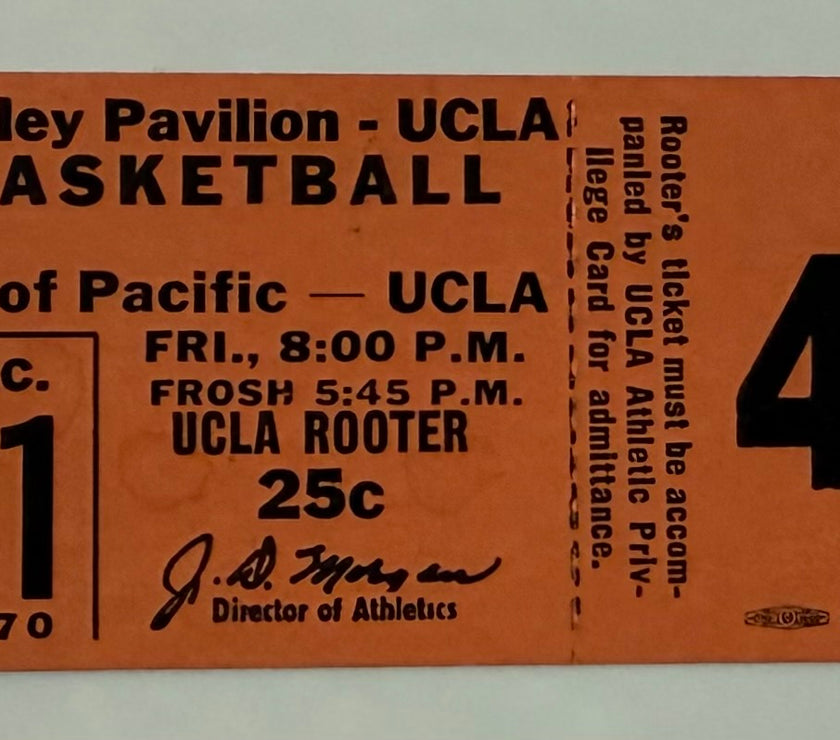 ley Pavilion - UCLA
ASKETBALL
of Pacific — UCLA
c.
1
70
FRI., 8:00 P.M.
FROSH 5:45 P.M.
UCLA ROOTER
25c
J. D. Morgan
Director of Athletics
Rooter's ticket must be accom-
panied by UCLA Athletic Priv-
ilege Card for admittance.
4